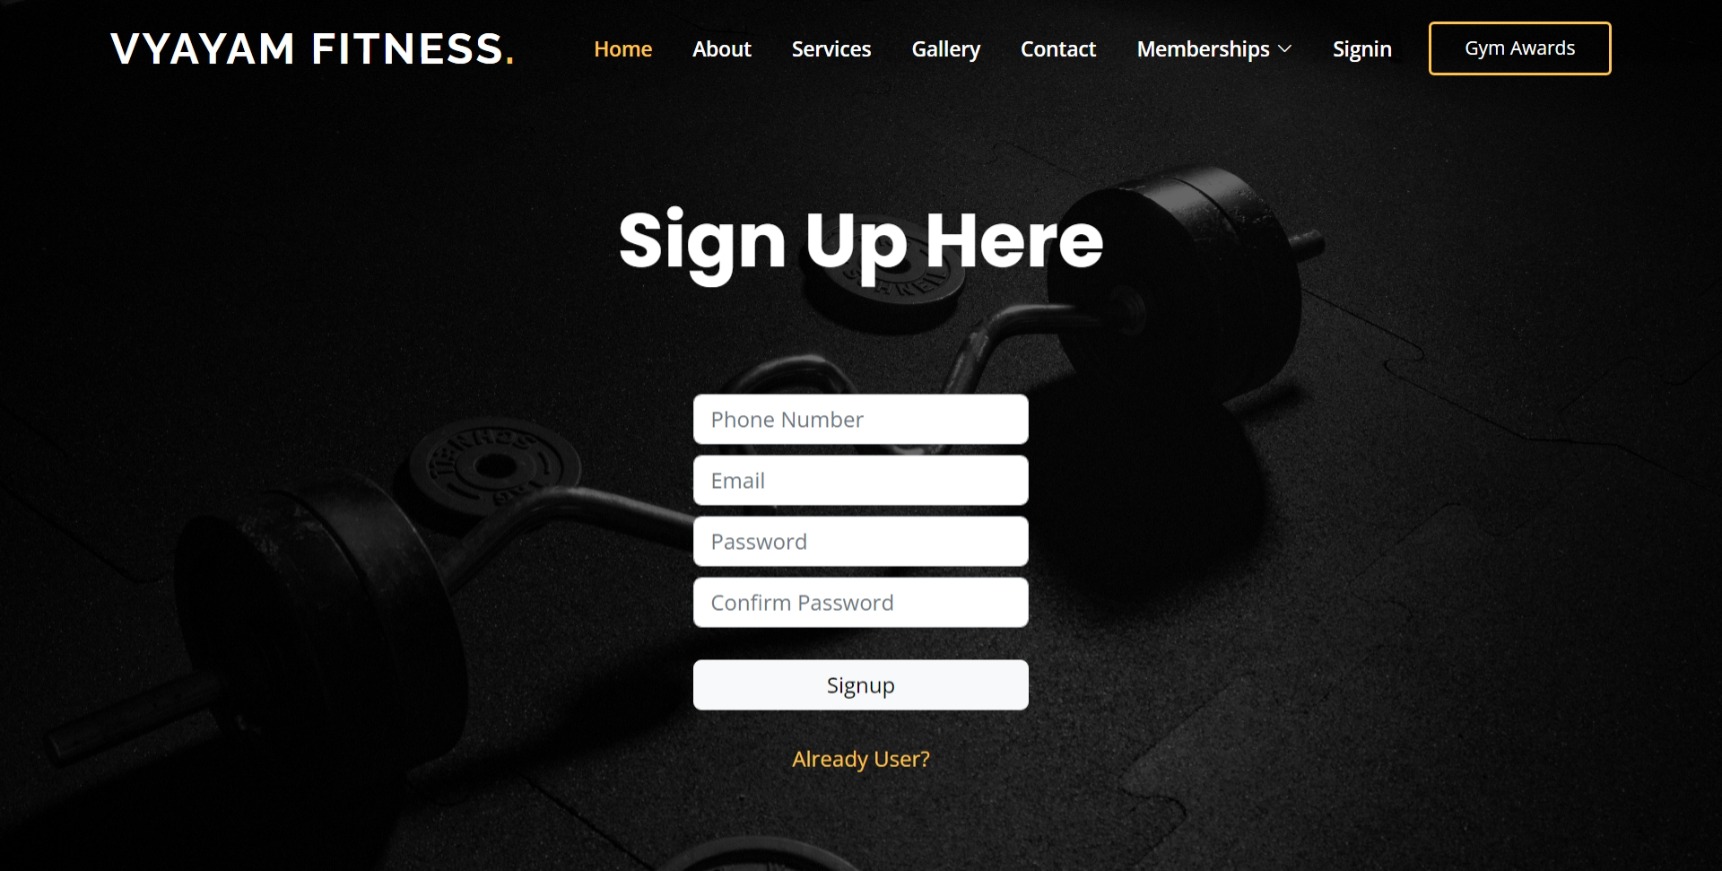 VYAYAM FITNESS.
Home About Services Gallery Contact Memberships Signin Gym Awards
Sign Up Here
Phone Number
Email
Password
Confirm Password
Signup
Already User?